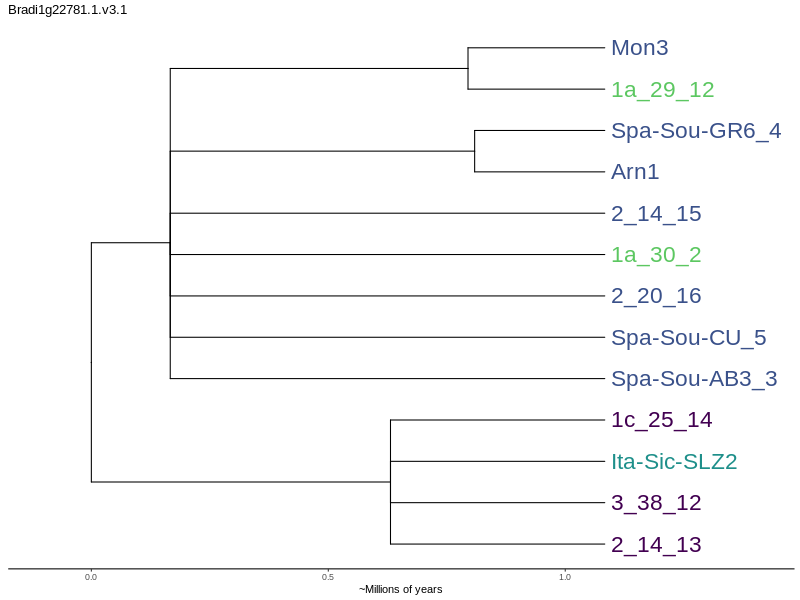 Bradi1g22781.1.v3.1
Mon3
1a_29_12
Spa-Sou-GR6_4
Arn1
2_14_15
1a_30_2
2_20_16
Spa-Sou-CU_5
Spa-Sou-AB3_3
1c_25_14
Ita-Sic-SLZ2
3_38_12
2_14_13
0.0 0.5 1.0
~Millions of years